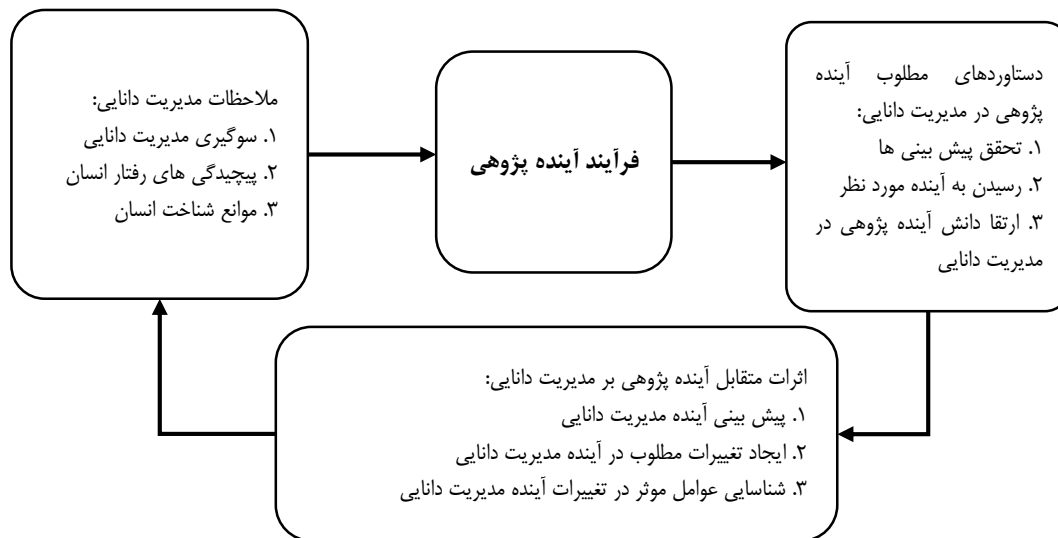 ملاحظات مدیریت دانایی:
۱. سوگیری مدیریت دانایی
۲. پیچیدگی های رفتار انسان
۳. موانع شناخت انسان
فرآیند آینده پژوهی
دستاوردهای مطلوب آینده
پژوهی در مدیریت دانایی:
۱. تحقق پیش بینی ها
۲. رسیدن به آینده مورد نظر
۳. ارتقا دانش آینده پژوهی در
مدیریت دانایی
اثرات متقابل آینده پژوهی بر مدیریت دانایی:
۱. پیش بینی آینده مدیریت دانایی
۲. ایجاد تغییرات مطلوب در آینده مدیریت دانایی
۳. شناسایی عوامل موثر در تغییرات آینده مدیریت دانایی